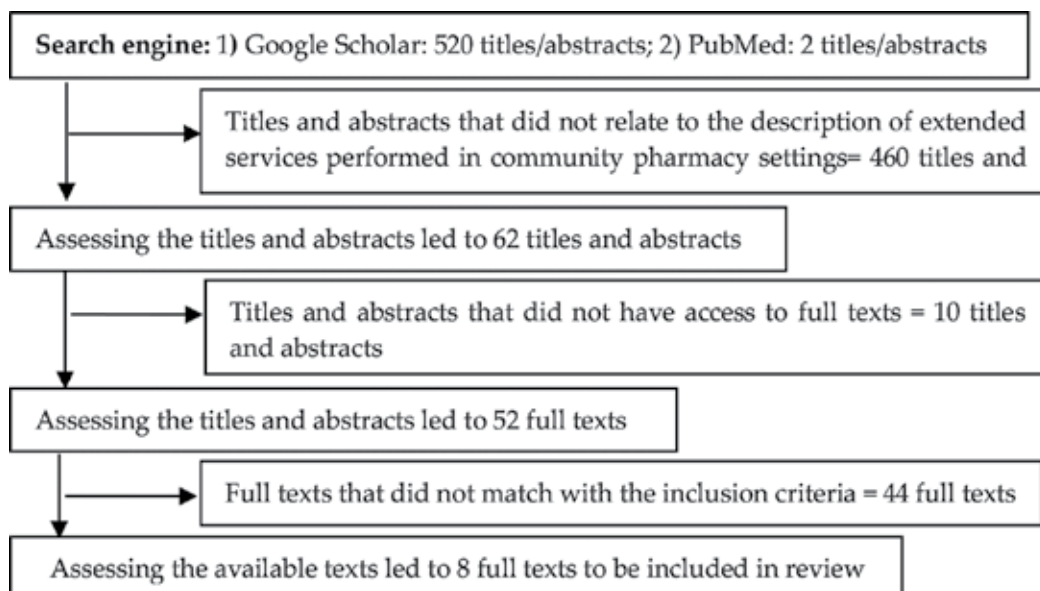 Search engine: 1) Google Scholar: 520 titles/abstracts; 2) PubMed: 2 titles/abstracts
Titles and abstracts that did not relate to the description of extended
services performed in community pharmacy settings= 460 titles and
Assessing the titles and abstracts led to 62 titles and abstracts
Titles and abstracts that did not have access to full texts = 10 titles
and abstracts
Assessing the titles and abstracts led to 52 full texts
Full texts that did not match with the inclusion criteria = 44 full texts
Assessing the available texts led to 8 full texts to be included in review